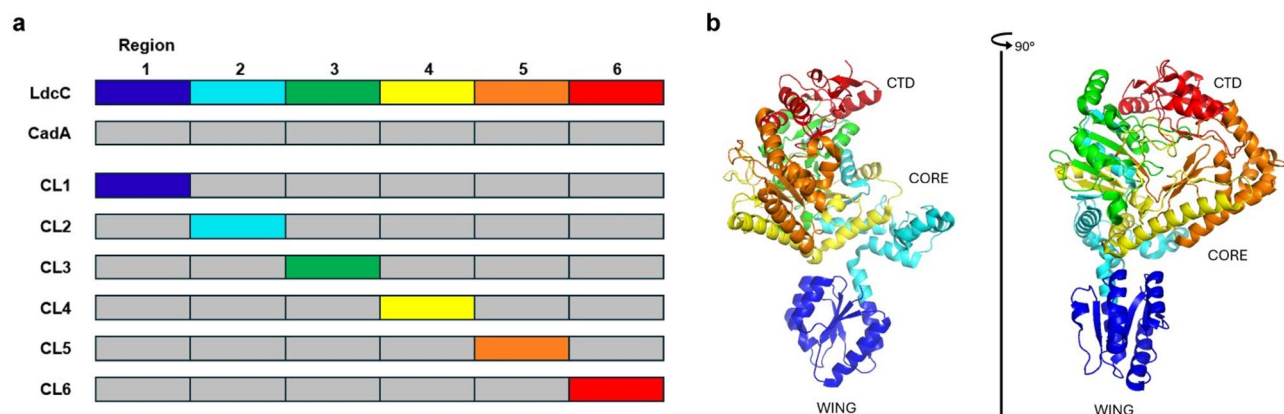 a
Region
1 2 3 4 5 6
LdcC
CadA
CL1
CL2
CL3
CL4
CL5
CL6
b
90°
CTD
CORE
WING
CTD
CORE
WING